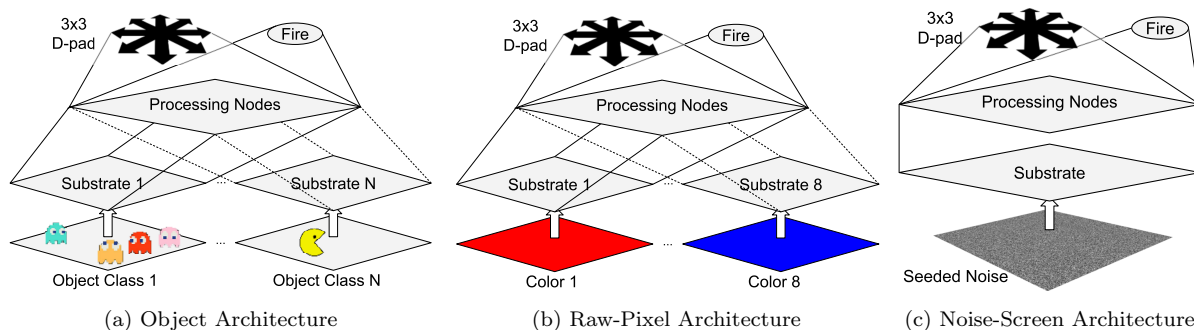 3x3
D-pad
Fire
Processing Nodes
Substrate 1
...
Substrate N
...
Object Class 1
Object Class N
(a) Object Architecture
3x3
D-pad
Fire
Processing Nodes
Substrate 1
...
Substrate 8
...
Color 1
Color 8
(b) Raw-Pixel Architecture
3x3
D-pad
Fire
Processing Nodes
Substrate
Seeded Noise
(c) Noise-Screen Architecture